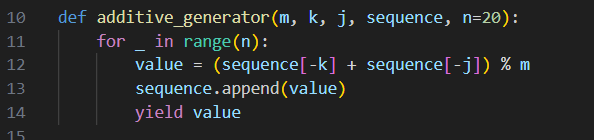 10 def additive_generator(m, k, j, sequence, n=20):
11     for _ in range(n):
12         value = (sequence[-k] + sequence[-j]) % m
13         sequence.append(value)
14         yield value
15